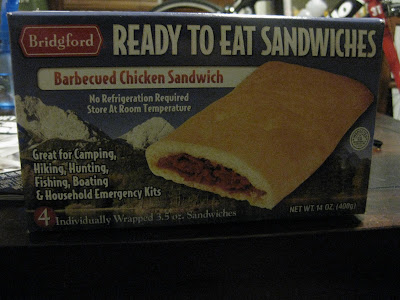 Bridgford
READY TO EAT SANDWICHES
Barbecued Chicken Sandwich
No Refrigeration Required
Store At Room Temperature
Great for Camping,
Hiking, Hunting,
Fishing, Boating
& Household Emergency Kits
4 Individually Wrapped 3.5 oz. Sandwiches
NET WT. 14 OZ. (400g)